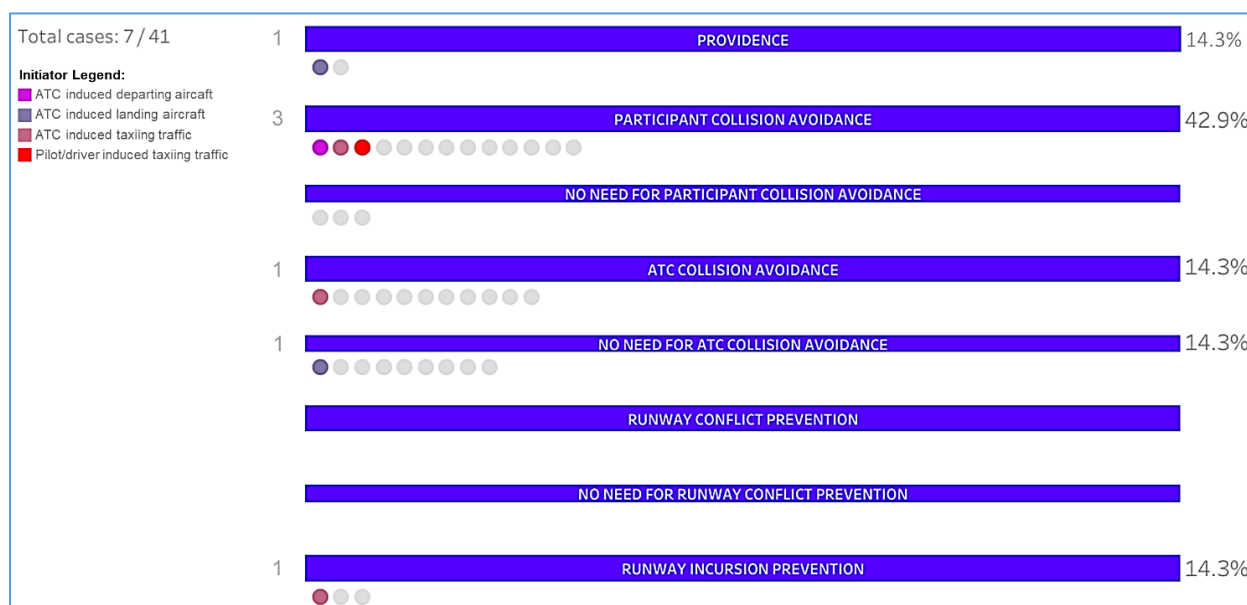 Total cases: 7 / 41
Initiator Legend:
ATC induced departing aircaft
ATC induced landing aircraft
ATC induced taxiing traffic
Pilot/driver induced taxiing traffic
1 PROVIDENCE 14.3%
3 PARTICIPANT COLLISION AVOIDANCE 42.9%
NO NEED FOR PARTICIPANT COLLISION AVOIDANCE
1 ATC COLLISION AVOIDANCE 14.3%
1 NO NEED FOR ATC COLLISION AVOIDANCE 14.3%
RUNWAY CONFLICT PREVENTION
NO NEED FOR RUNWAY CONFLICT PREVENTION
1 RUNWAY INCURSION PREVENTION 14.3%